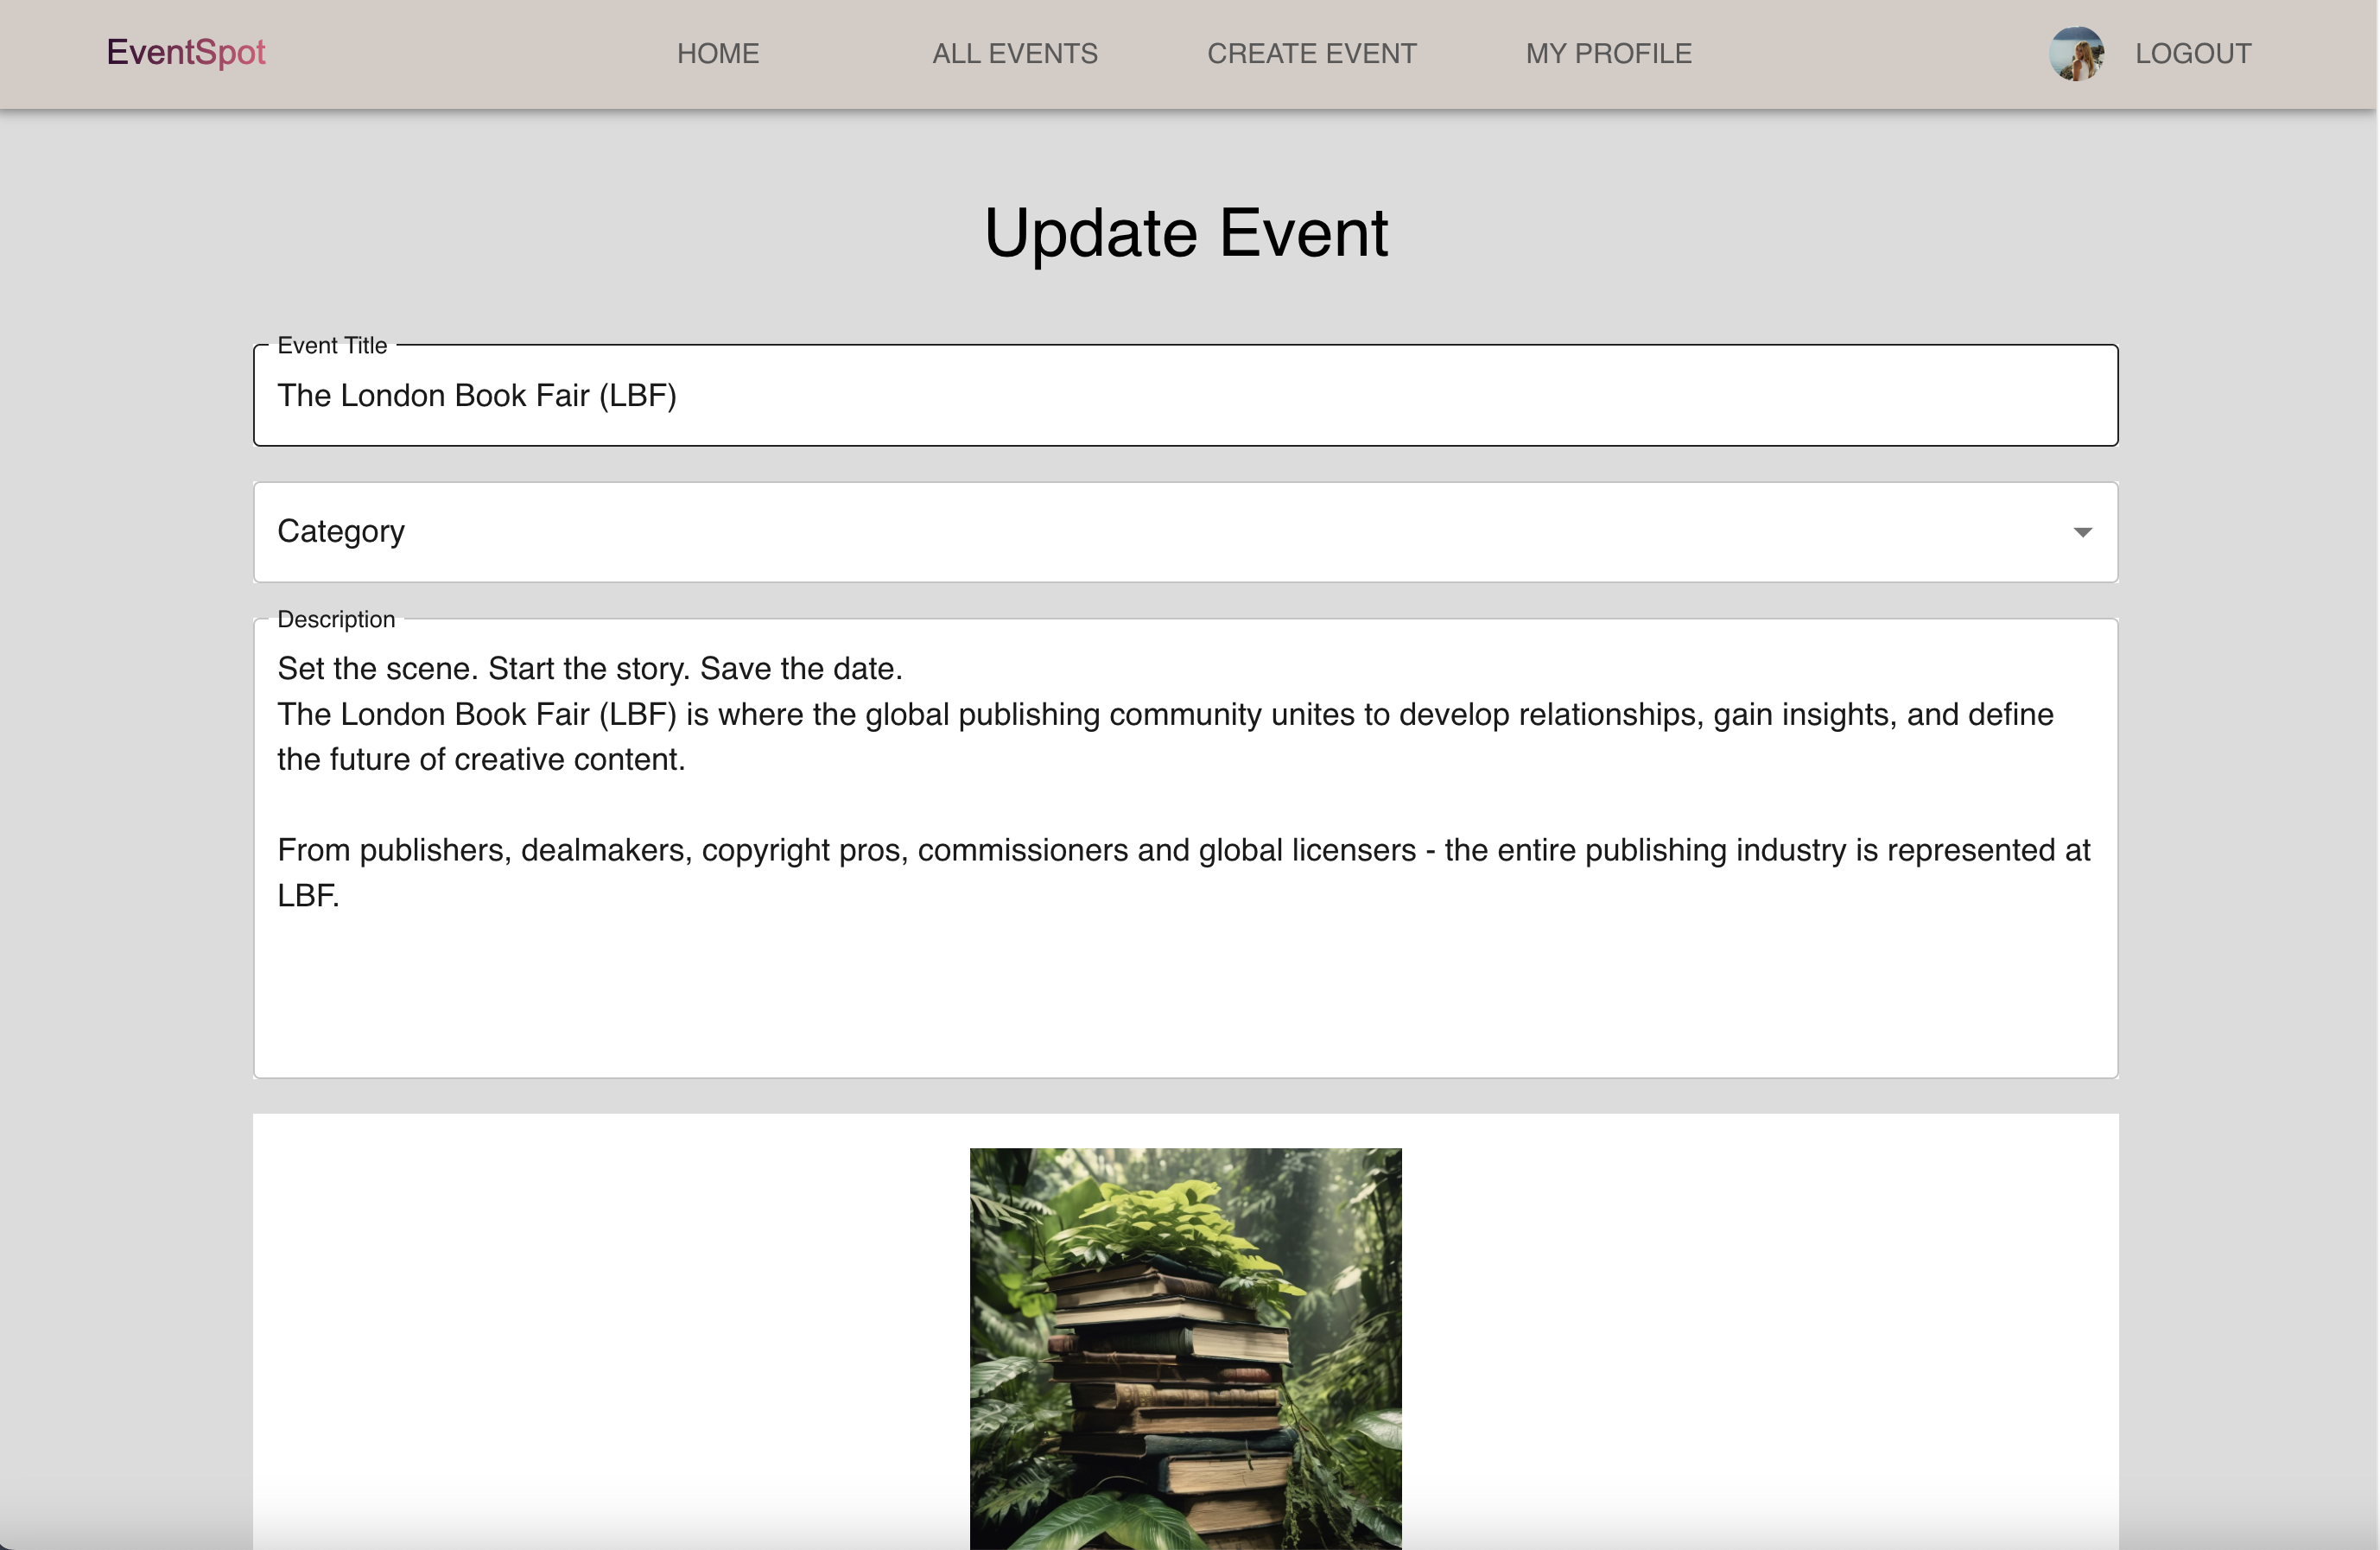 EventSpot
HOME
ALL EVENTS
CREATE EVENT
MY PROFILE
LOGOUT
Update Event
Event Title
The London Book Fair (LBF)
Category
Description
Set the scene. Start the story. Save the date.
The London Book Fair (LBF) is where the global publishing community unites to develop relationships, gain insights, and define
the future of creative content.
From publishers, dealmakers, copyright pros, commissioners and global licensers - the entire publishing industry is represented at
LBF.